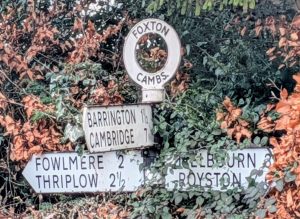 FOXTON
CAMBS.
BARRINGTON 1½
CAMBRIDGE 7
FOWLMERE 2
THRIPLOW 2½
ROYSTON